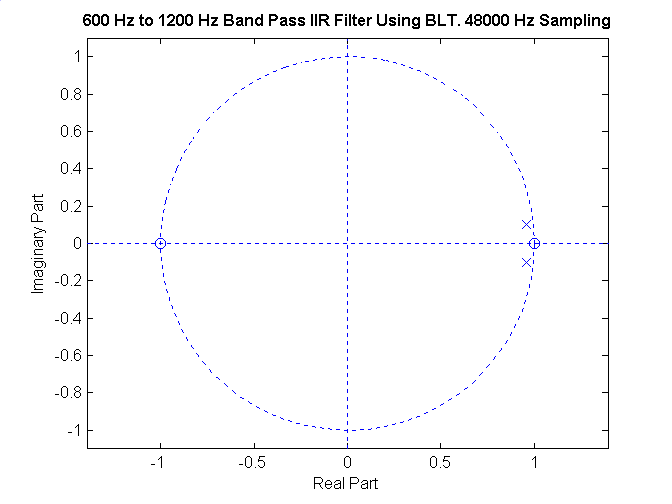 600 Hz to 1200 Hz Band Pass IIR Filter Using BLT. 48000 Hz Sampling
1
0.8
0.6
0.4
0.2
0
-0.2
-0.4
-0.6
-0.8
-1
Imaginary Part
-1 -0.5 0 0.5 1
Real Part